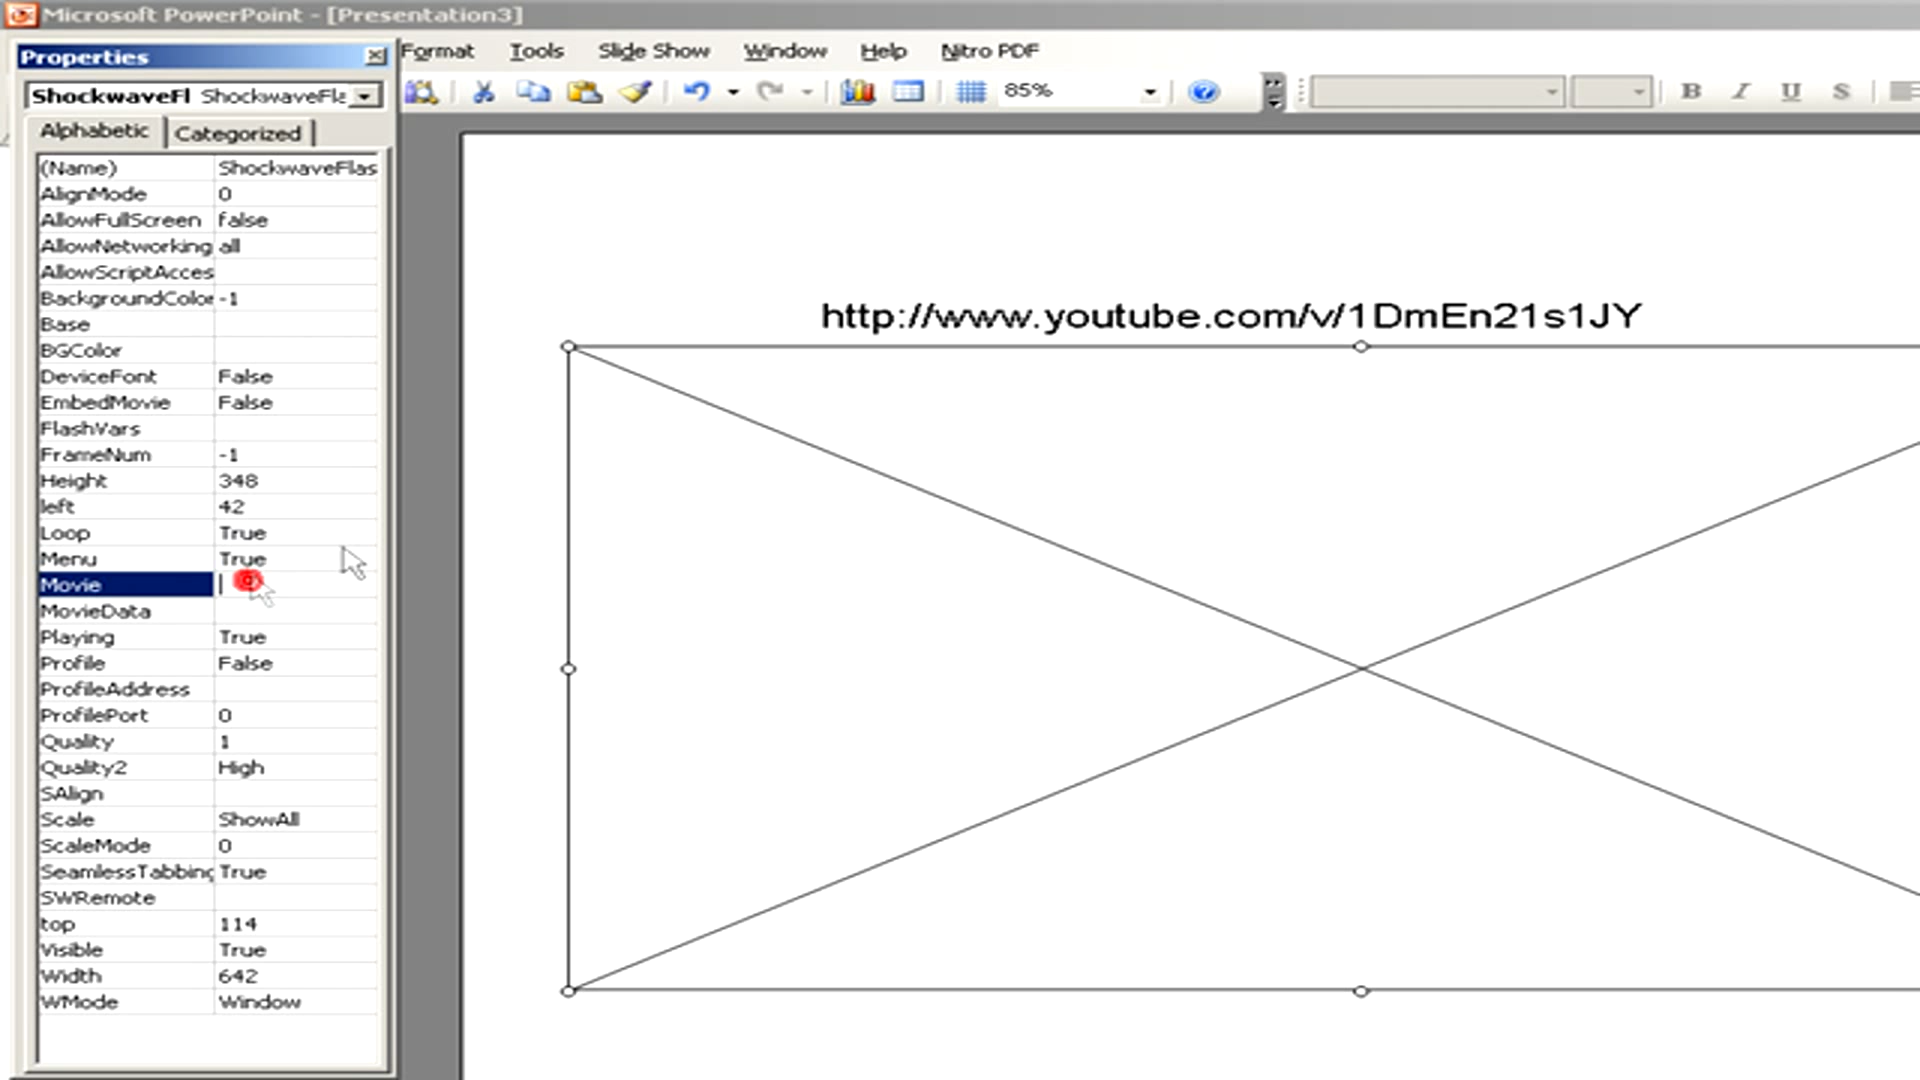 Microsoft PowerPoint - [Presentation3]
Properties
Format Tools Slide Show Window Help Nitro PDF
ShockwaveFl ShockwaveFla
85%
B I U S
Alphabetic Categorized
(Name) ShockwaveFlas
AlignMode 0
AllowFullScreen false
AllowNetworking all
AllowScriptAcces
BackgroundColor -1
Base
BGColor
DeviceFont False
EmbedMovie False
FlashVars
FrameNum -1
Height 348
left 42
Loop True
Menu True
Movie
MovieData
Playing True
Profile False
ProfileAddress
ProfilePort 0
Quality 1
Quality2 High
SAlign
Scale ShowAll
ScaleMode 0
SeamlessTabbing True
SWRemote
top 114
Visible True
Width 642
WMode Window
http://www.youtube.com/v/1DmEn21s1JY